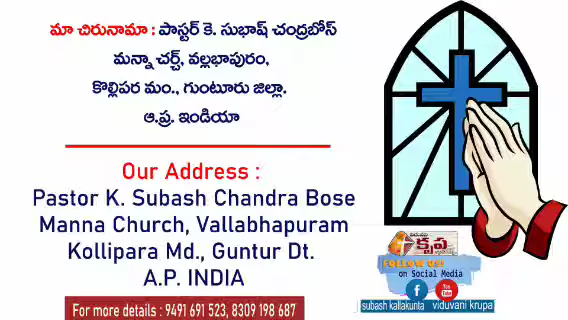 మా చిరునామా : పాస్టర్ కె. సుభాష్ చంద్రబోస్
మన్నా చర్చ్, వల్లభాపురం,
కొల్లిపర మం., గుంటూరు జిల్లా.
ఆ.ప్ర. ఇండియా
Our Address :
Pastor K. Subash Chandra Bose
Manna Church, Vallabhapuram
Kollipara Md., Guntur Dt.
A.P. INDIA
For more details : 9491 691 523, 8309 198 687
కృప
FOLLOW US!
on Social Media
You
Tube
subash kallakunta
viduvani krupa